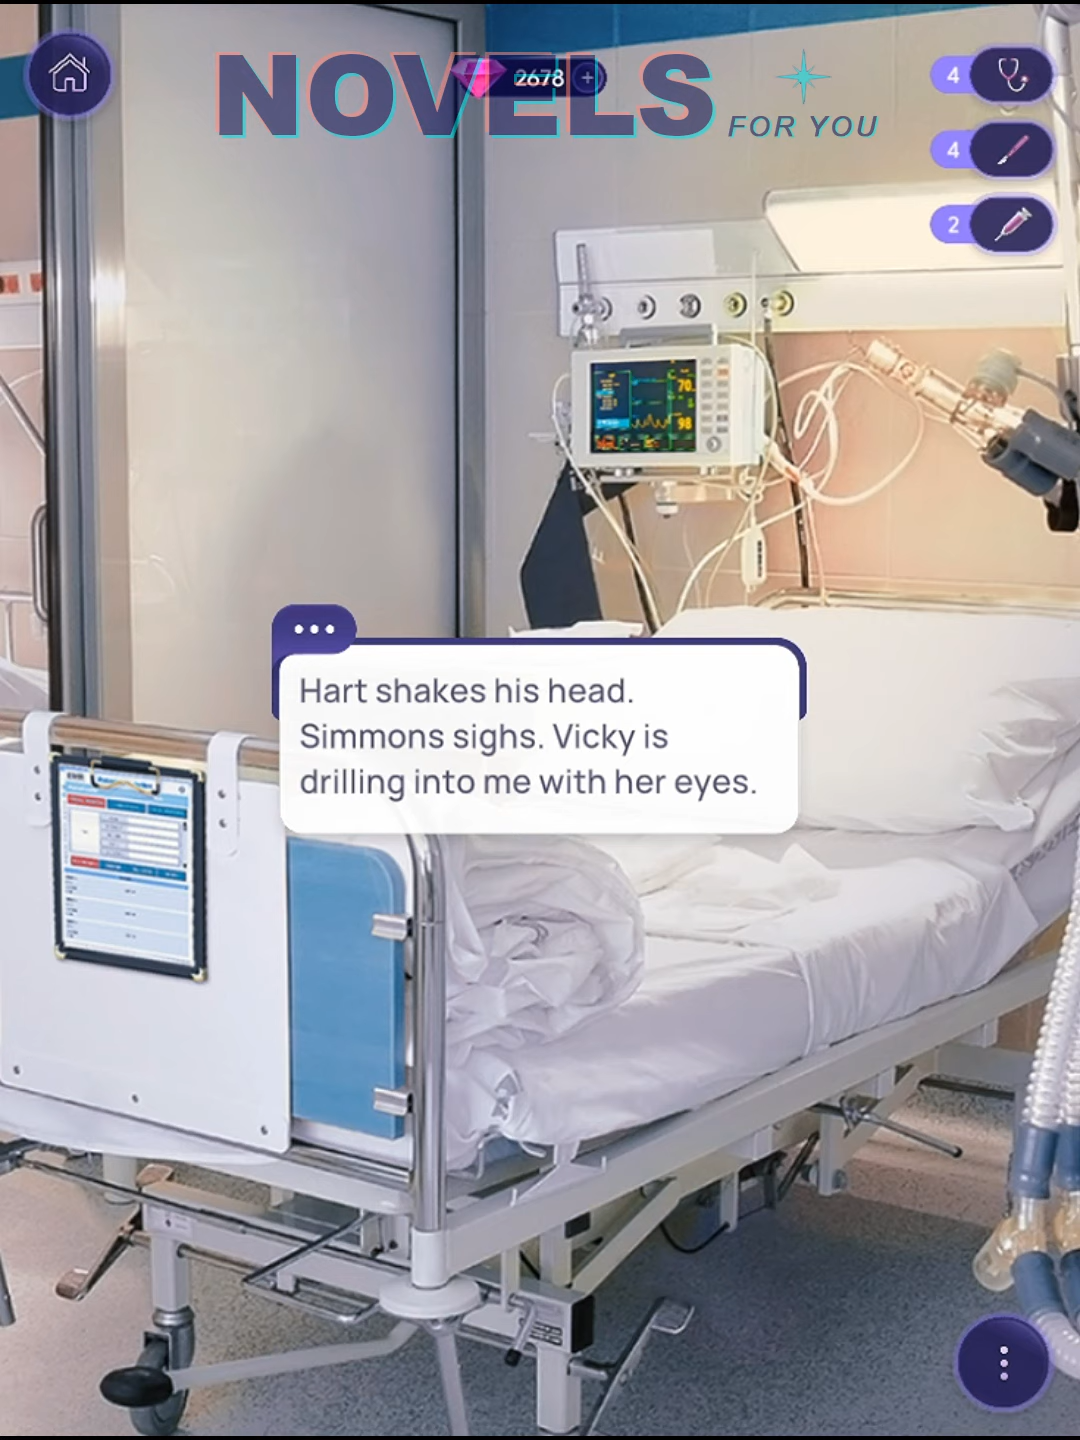 NOVELS
FOR YOU
2678 +
4
4
2
70
98
Hart shakes his head.
Simmons sighs. Vicky is
drilling into me with her eyes.